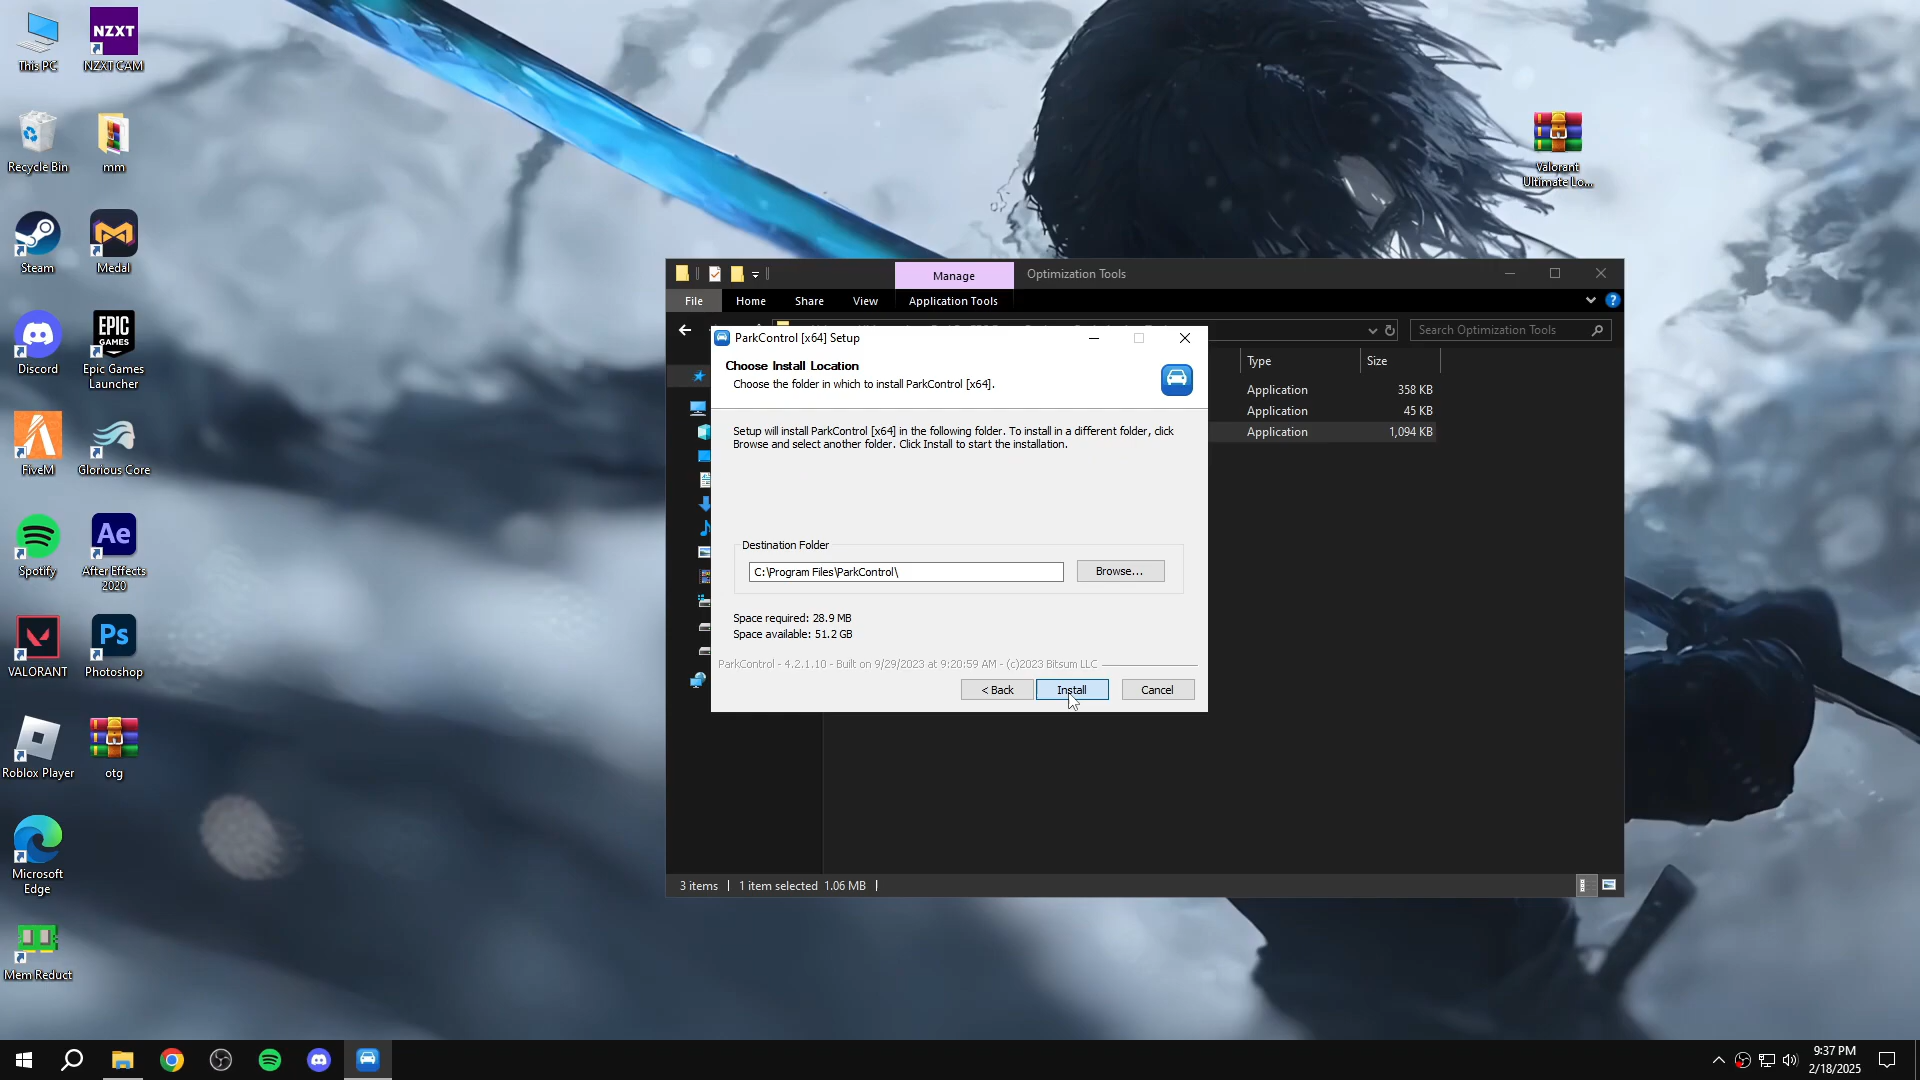 This PC
NZXT
NZXT CAM
Recycle Bin
mm
Steam
Medal
Discord
EPIC
GAMES
Epic Games
Launcher
FiveM
Glorious Core
Spotify
Ae
After Effects
2020
VALORANT
Ps
Photoshop
Roblox Player
otg
Microsoft
Edge
Mem Reduct
Valorant
Ultimate Lo...
Manage
Optimization Tools
File
Home
Share
View
Application Tools
Search Optimization Tools
Type
Size
Application
358 KB
Application
45 KB
Application
1,094 KB
3 items
1 item selected 1.06 MB
ParkControl [x64] Setup
Choose Install Location
Choose the folder in which to install ParkControl [x64].
Setup will install ParkControl [x64] in the following folder. To install in a different folder, click
Browse and select another folder. Click Install to start the installation.
Destination Folder
C:\Program Files\ParkControl\
Browse...
Space required: 28.9 MB
Space available: 51.2 GB
ParkControl - 4.2.1.10 - Built on 9/29/2023 at 9:20:59 AM - (c)2023 Bitsum LLC
< Back
Install
Cancel
9:37 PM
2/18/2025